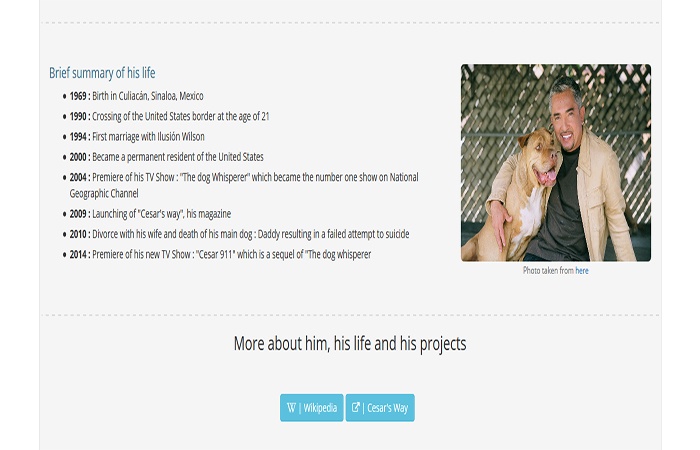 Brief summary of his life
1969 : Birth in Culiacán, Sinaloa, Mexico
1990 : Crossing of the United States border at the age of 21
1994 : First marriage with Ilusión Wilson
2000 : Became a permanent resident of the United States
2004 : Premiere of his TV Show : "The dog Whisperer" which became the number one show on National
Geographic Channel
2009 : Launching of "Cesar's way", his magazine
2010 : Divorce with his wife and death of his main dog : Daddy resulting in a failed attempt to suicide
2014 : Premiere of his new TV Show : "Cesar 911" which is a sequel of "The dog whisperer
Photo taken from here
More about him, his life and his projects
W | Wikipedia
| Cesar's Way